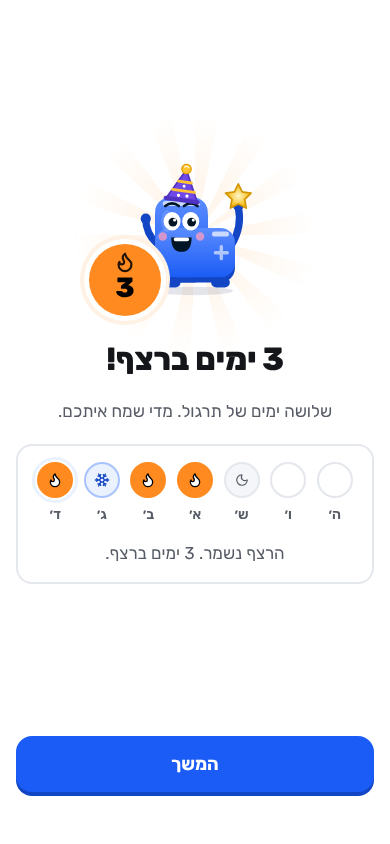 3
3 ימים ברצף!
שלושה ימים של תרגול. מדי שמח איתכם.
ה׳ ו׳ ש׳ א׳ ב׳ ג׳ ד׳
הרצף נשמר. 3 ימים ברצף.
המשך